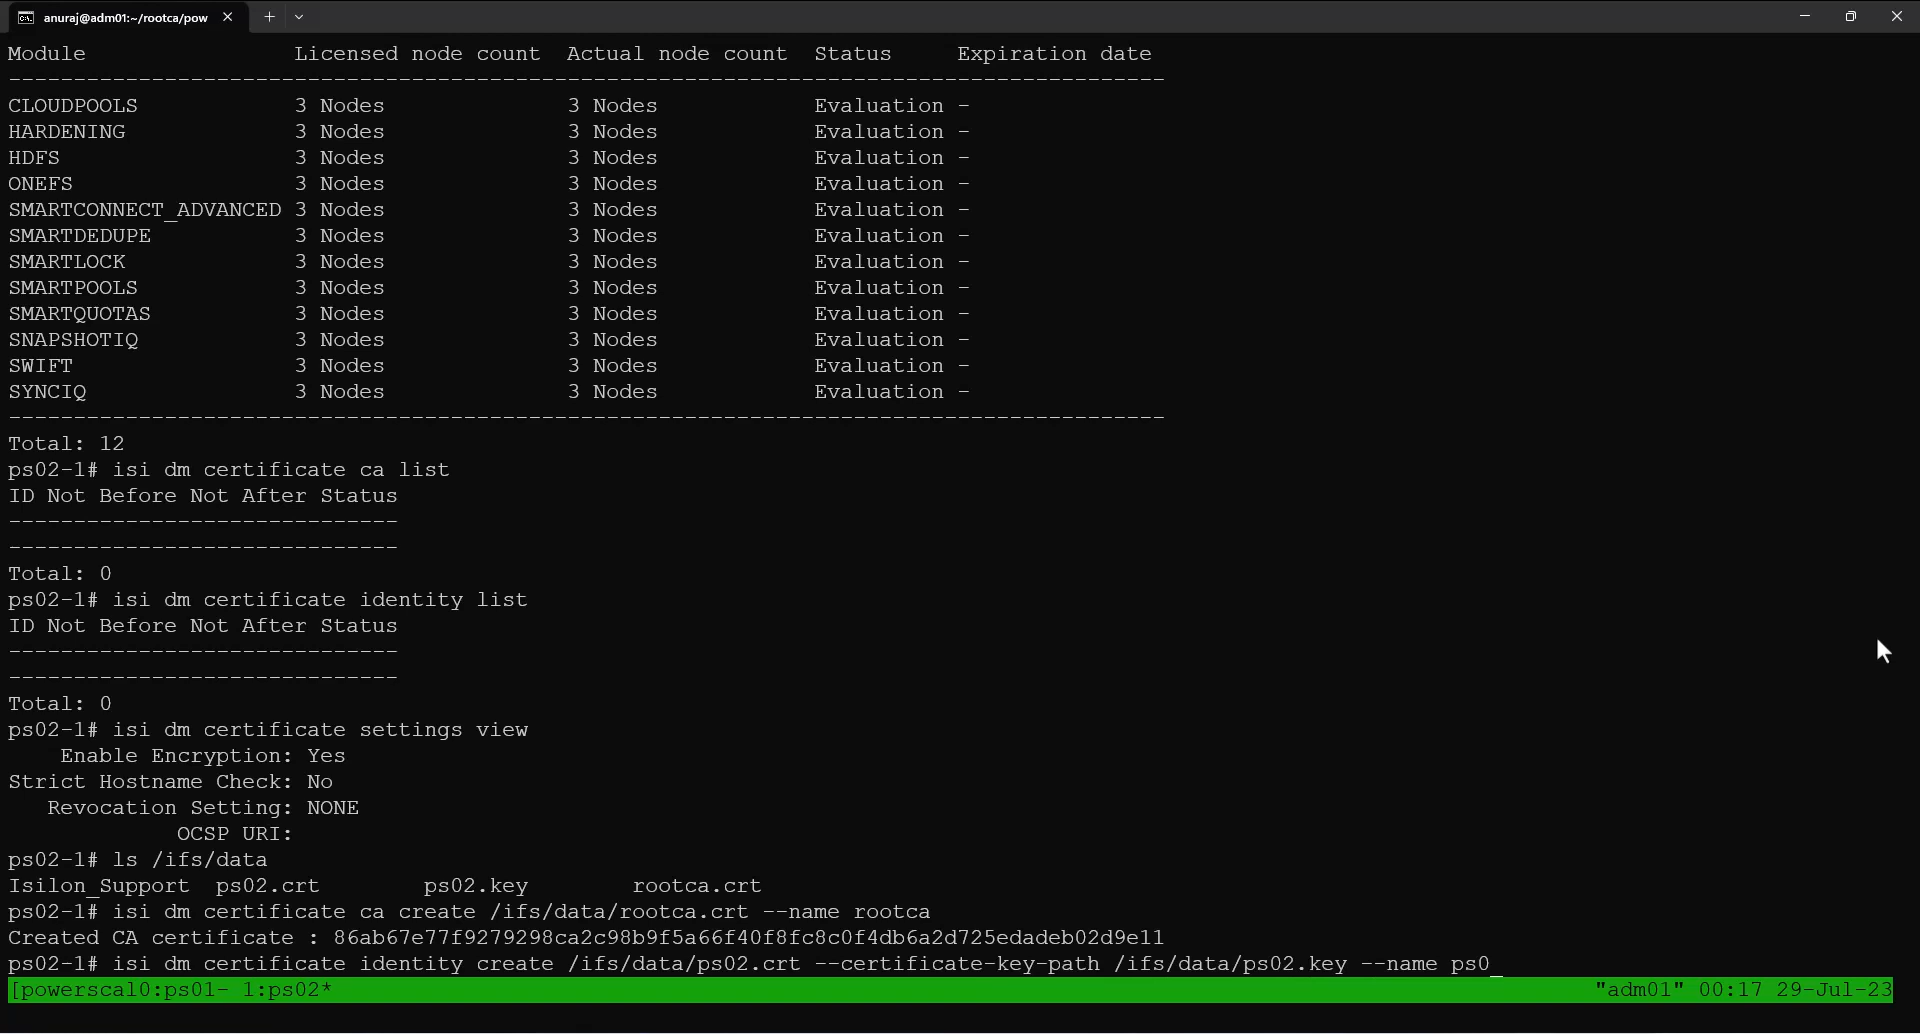 anuraj@adm01:~/rootca/pow
Module Licensed node count Actual node count Status Expiration date
-----------------------------------------------------------------------------------------
CLOUDPOOLS 3 Nodes 3 Nodes Evaluation -
HARDENING 3 Nodes 3 Nodes Evaluation -
HDFS 3 Nodes 3 Nodes Evaluation -
ONEFS 3 Nodes 3 Nodes Evaluation -
SMARTCONNECT_ADVANCED 3 Nodes 3 Nodes Evaluation -
SMARTDEDUPE 3 Nodes 3 Nodes Evaluation -
SMARTLOCK 3 Nodes 3 Nodes Evaluation -
SMARTPOOLS 3 Nodes 3 Nodes Evaluation -
SMARTQUOTAS 3 Nodes 3 Nodes Evaluation -
SNAPSHOTIQ 3 Nodes 3 Nodes Evaluation -
SWIFT 3 Nodes 3 Nodes Evaluation -
SYNCIQ 3 Nodes 3 Nodes Evaluation -
-----------------------------------------------------------------------------------------
Total: 12
ps02-1# isi dm certificate ca list
ID Not Before Not After Status
------------------------------
------------------------------
Total: 0
ps02-1# isi dm certificate identity list
ID Not Before Not After Status
------------------------------
------------------------------
Total: 0
ps02-1# isi dm certificate settings view
Enable Encryption: Yes
Strict Hostname Check: No
Revocation Setting: NONE
OCSP URI:
ps02-1# ls /ifs/data
Isilon_Support ps02.crt ps02.key rootca.crt
ps02-1# isi dm certificate ca create /ifs/data/rootca.crt --name rootca
Created CA certificate : 86ab67e77f9279298ca2c98b9f5a66f40f8fc8c0f4db6a2d725edadeb02d9e11
ps02-1# isi dm certificate identity create /ifs/data/ps02.crt --certificate-key-path /ifs/data/ps02.key --name ps0_
[powerscal0:ps01- 1:ps02* "adm01" 00:17 29-Jul-23